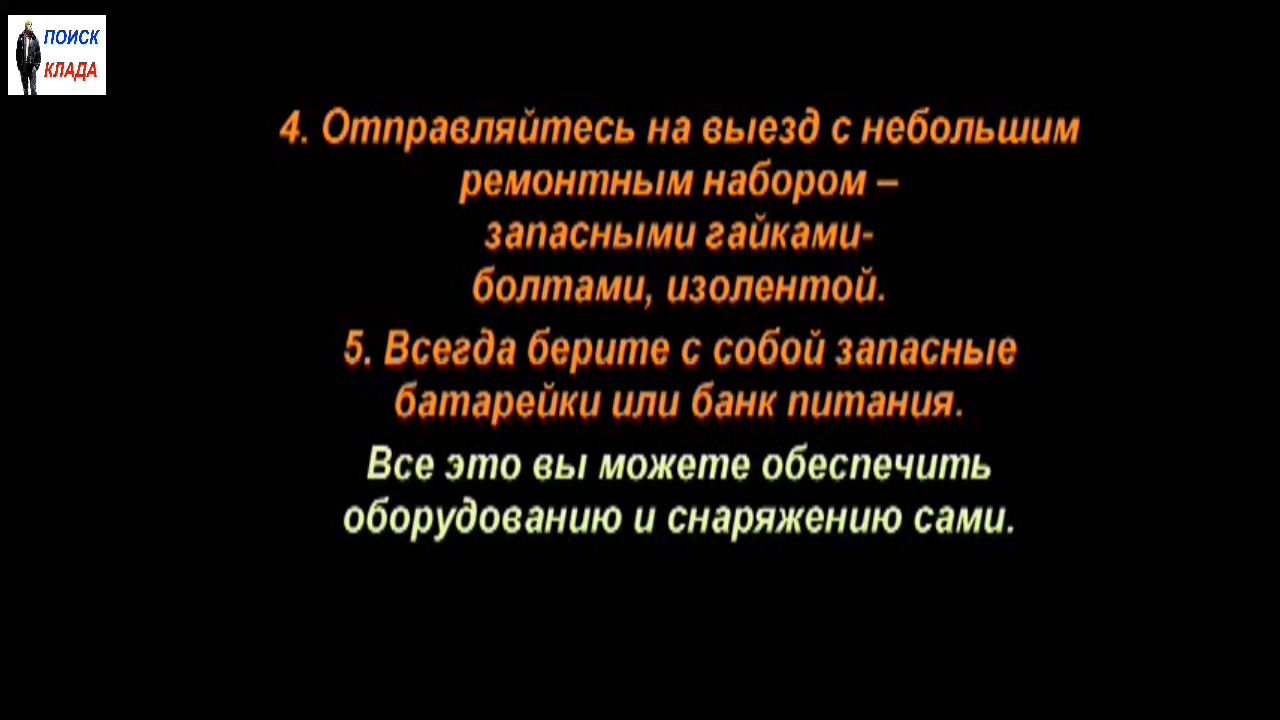 ПОИСК
КЛАДА
4. Отправляйтесь на выезд с небольшим
ремонтным набором –
запасными гайками-
болтами, изолентой.
5. Всегда берите с собой запасные
батарейки или банк питания.
Все это вы можете обеспечить
оборудованию и снаряжению сами.